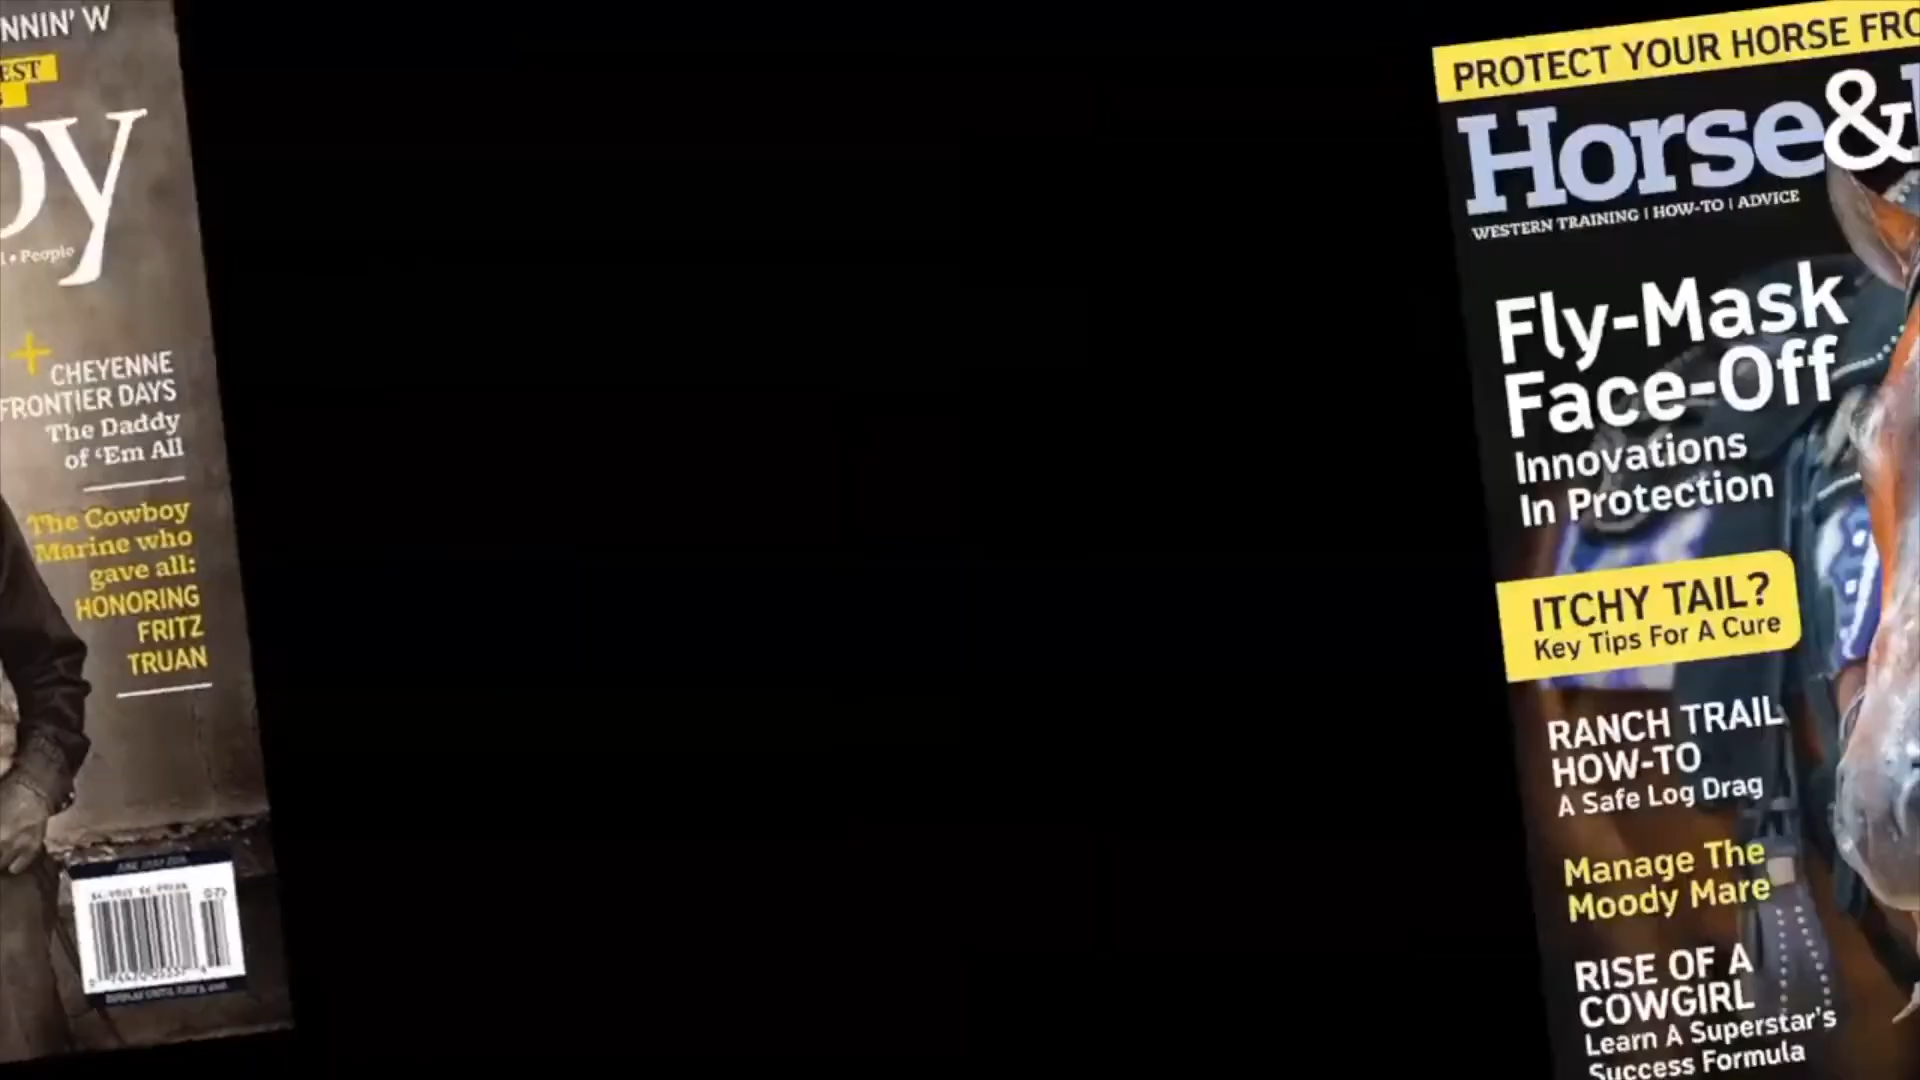 NNIN' W
EST
oy
• People
CHEYENNE
FRONTIER DAYS
The Daddy
of ‘Em All
The Cowboy
Marine who
gave all:
HONORING
FRITZ
TRUAN
PROTECT YOUR HORSE FRO
Horse&
WESTERN TRAINING | HOW-TO | ADVICE
Fly-Mask
Face-Off
Innovations
In Protection
ITCHY TAIL?
Key Tips For A Cure
RANCH TRAIL
HOW-TO
A Safe Log Drag
Manage The
Moody Mare
RISE OF A
COWGIRL
Learn A Superstar's
Success Formula